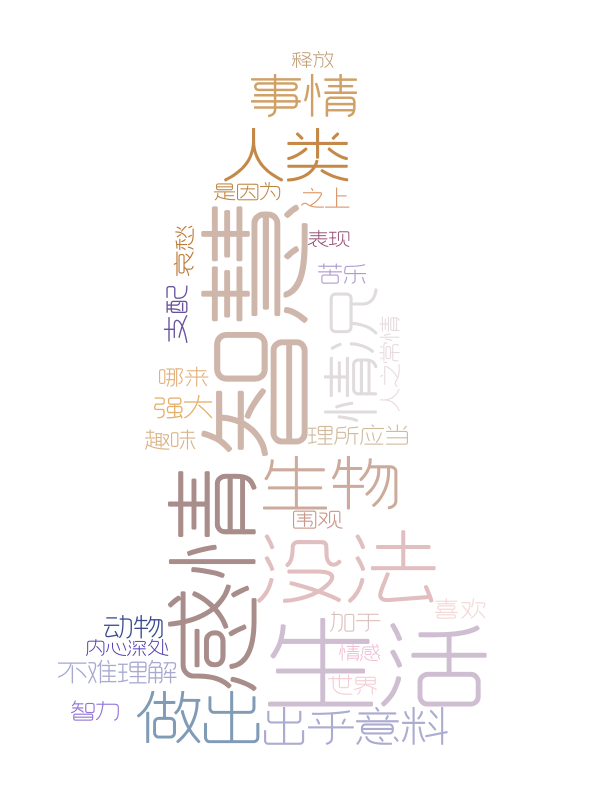 释放
事情
人类
是因为
之上
智慧
表现
哀愁
苦乐
支配
情况
人之常情
哪来
强大
趣味
理所应当
生物
感情
围观
没法
喜欢
加于
动物
生活
内心深处
情感
不难理解
世界
智力
做出
出乎意料